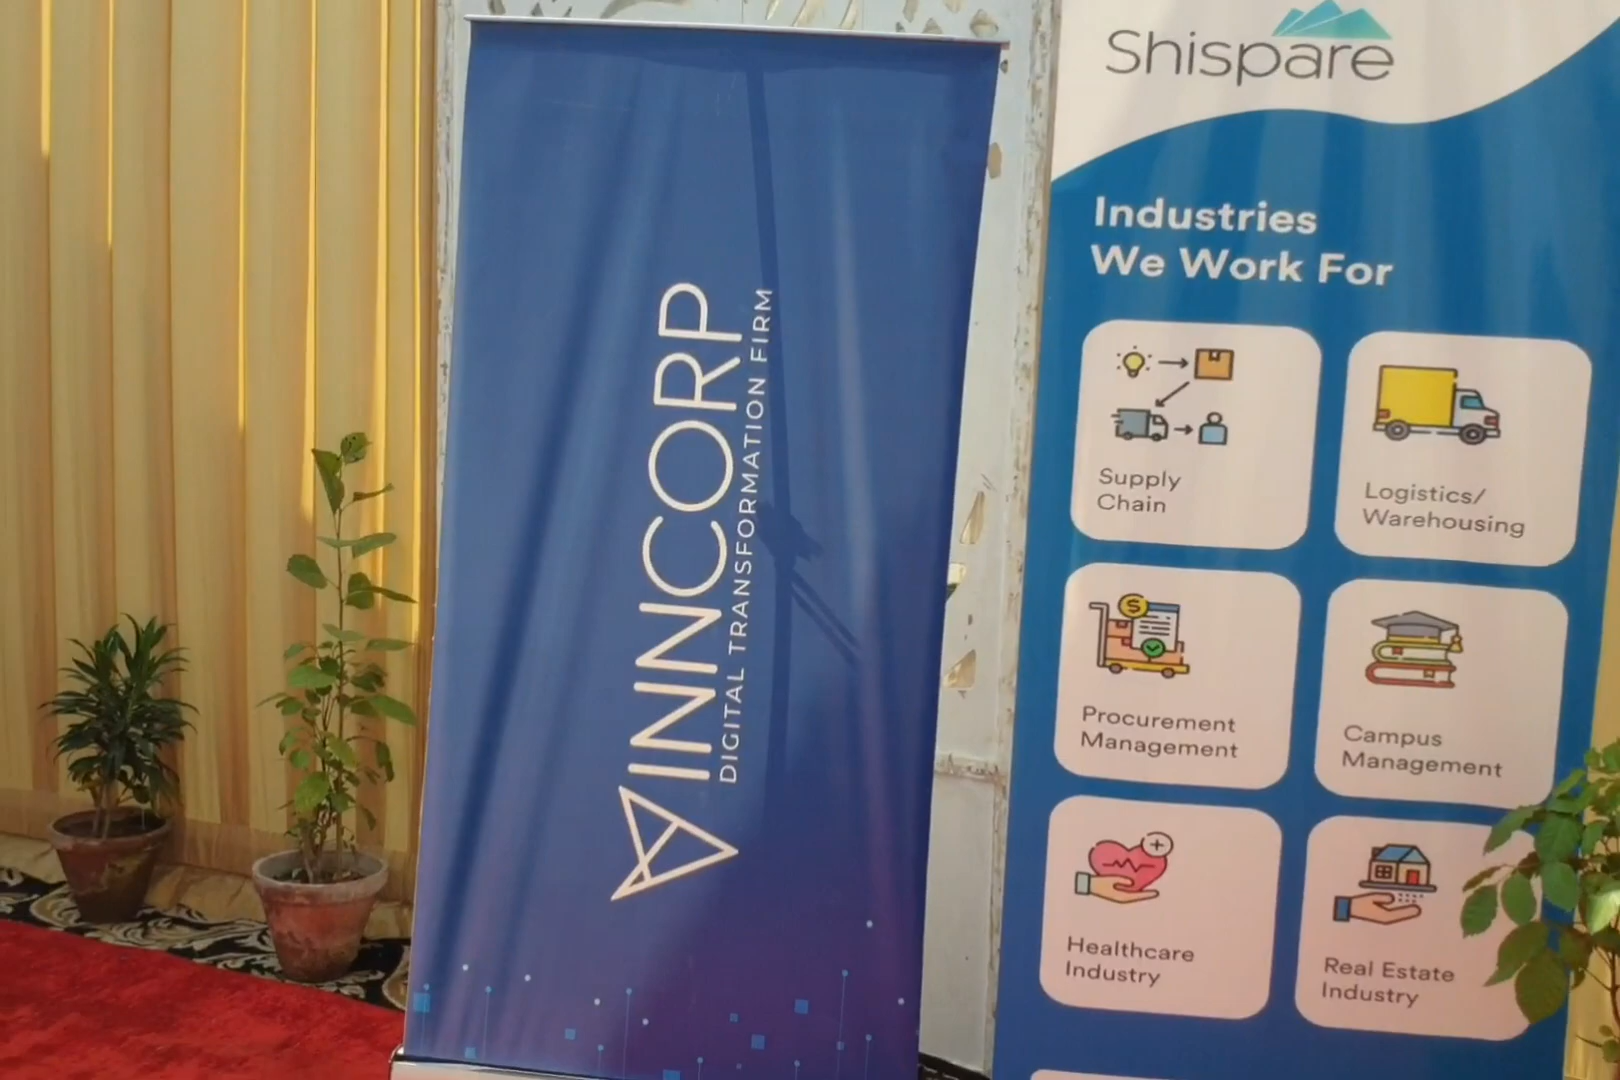 INNCORP
DIGITAL TRANSFORMATION FIRM
Shispare
Industries
We Work For
Supply
Chain
Logistics/
Warehousing
Procurement
Management
Campus
Management
Healthcare
Industry
Real Estate
Industry